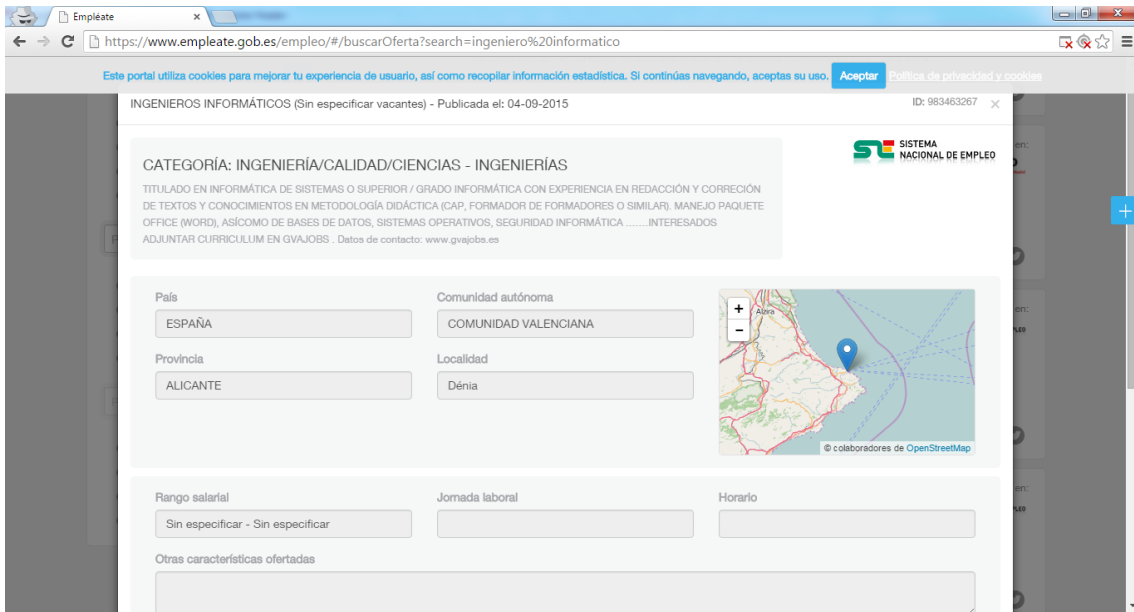 Empléate
https://www.empleate.gob.es/empleo/#/buscarOferta?search=ingeniero%20informatico
Este portal utiliza cookies para mejorar tu experiencia de usuario, así como recopilar información estadística. Si continúas navegando, aceptas su uso. Aceptar Política de privacidad y cookies
INGENIEROS INFORMÁTICOS (Sin especificar vacantes) - Publicada el: 04-09-2015 ID: 983463267 ×
SISTEMA
NACIONAL DE EMPLEO
CATEGORÍA: INGENIERÍA/CALIDAD/CIENCIAS - INGENIERÍAS
TITULADO EN INFORMÁTICA DE SISTEMAS O SUPERIOR / GRADO INFORMÁTICA CON EXPERIENCIA EN REDACCIÓN Y CORRECIÓN
DE TEXTOS Y CONOCIMIENTOS EN METODOLOGÍA DIDÁCTICA (CAP, FORMADOR DE FORMADORES O SIMILAR). MANEJO PAQUETE
OFFICE (WORD), ASÍCOMO DE BASES DE DATOS, SISTEMAS OPERATIVOS, SEGURIDAD INFORMÁTICA .......INTERESADOS
ADJUNTAR CURRICULUM EN GVAJOBS . Datos de contacto: www.gvajobs.es
en:
País Comunidad autónoma
ESPAÑA COMUNIDAD VALENCIANA
Provincia Localidad
ALICANTE Dénia
+
−
Alzira
© colaboradores de OpenStreetMap
en:
Rango salarial Jornada laboral Horario
Sin especificar - Sin especificar
Otras características ofertadas
en: